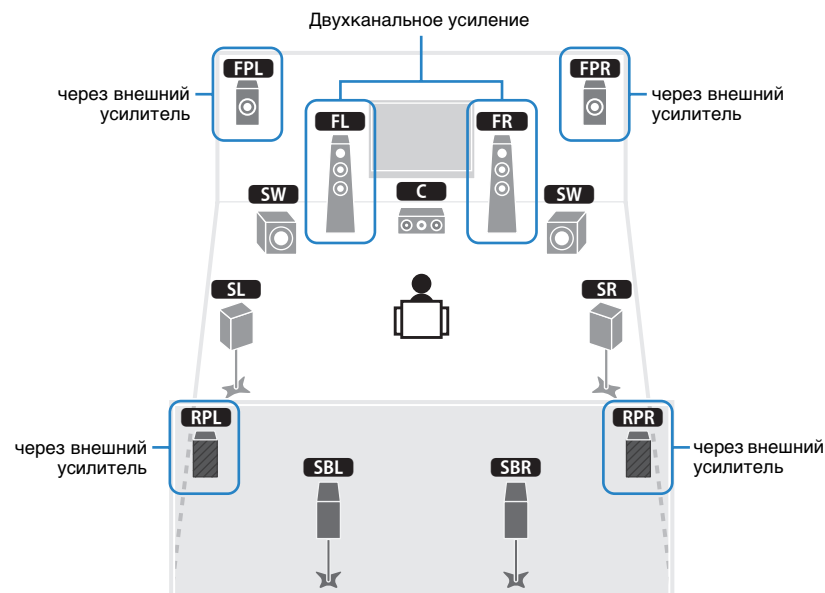 Двухканальное усиление
FPL
FPR
через внешний
усилитель
через внешний
усилитель
FL
FR
SW
C
SW
SL
SR
RPL
RPR
через внешний
усилитель
через внешний
усилитель
SBL
SBR